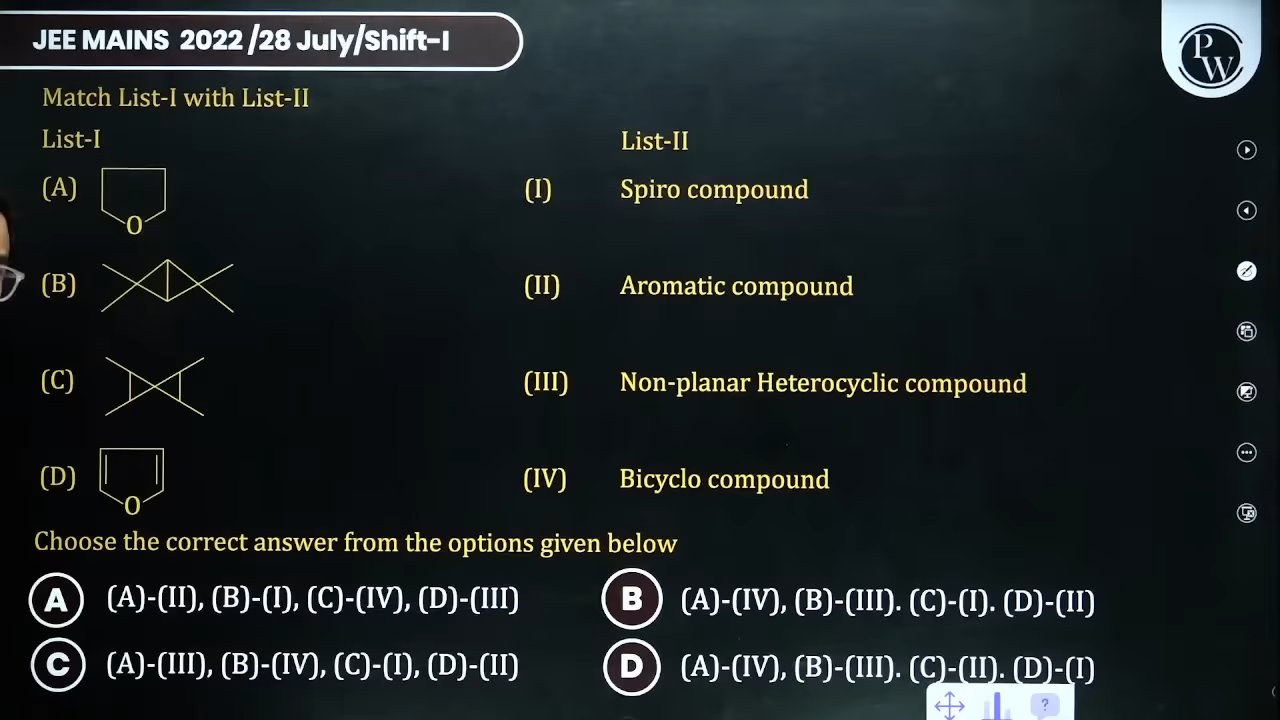 JEE MAINS 2022 /28 July/Shift-I
PW
Match List-I with List-II
List-I List-II
(A) O (I) Spiro compound
(B) (II) Aromatic compound
(C) (III) Non-planar Heterocyclic compound
(D) O (IV) Bicyclo compound
Choose the correct answer from the options given below
A (A)-(II), (B)-(I), (C)-(IV), (D)-(III) B (A)-(IV), (B)-(III). (C)-(I). (D)-(II)
C (A)-(III), (B)-(IV), (C)-(I), (D)-(II) D (A)-(IV), (B)-(III). (C)-(II). (D)-(I)
?